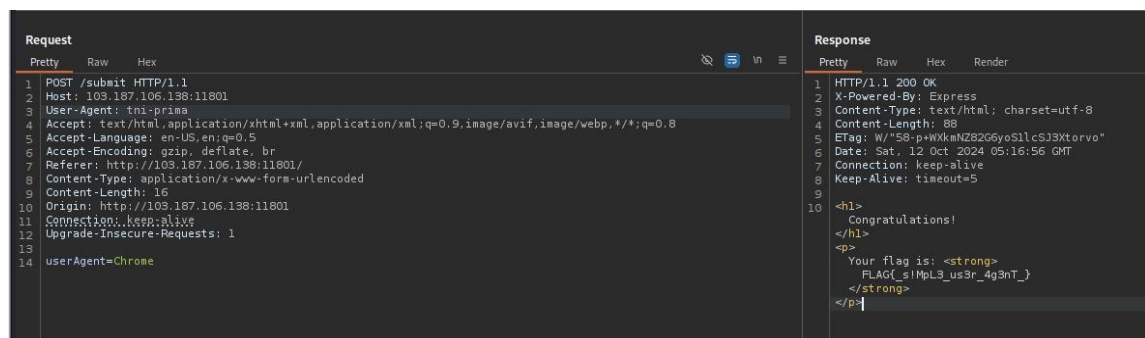 Request
Pretty Raw Hex
\n
1 POST /submit HTTP/1.1
2 Host: 103.187.106.138:11801
3 User-Agent: tni-prima
4 Accept: text/html,application/xhtml+xml,application/xml;q=0.9,image/avif,image/webp,*/*;q=0.8
5 Accept-Language: en-US,en;q=0.5
6 Accept-Encoding: gzip, deflate, br
7 Referer: http://103.187.106.138:11801/
8 Content-Type: application/x-www-form-urlencoded
9 Content-Length: 16
10 Origin: http://103.187.106.138:11801
11 Connection: keep-alive
12 Upgrade-Insecure-Requests: 1
13
14 userAgent=Chrome
Response
Pretty Raw Hex Render
1 HTTP/1.1 200 OK
2 X-Powered-By: Express
3 Content-Type: text/html; charset=utf-8
4 Content-Length: 88
5 ETag: W/"58-p+WXkmNZ82G6yoS1lcSJ3Xtorvo"
6 Date: Sat, 12 Oct 2024 05:16:56 GMT
7 Connection: keep-alive
8 Keep-Alive: timeout=5
9
10 <h1>
Congratulations!
</h1>
<p>
Your flag is: <strong>
FLAG{_s!MpL3_us3r_4g3nT_}
</strong>
</p>